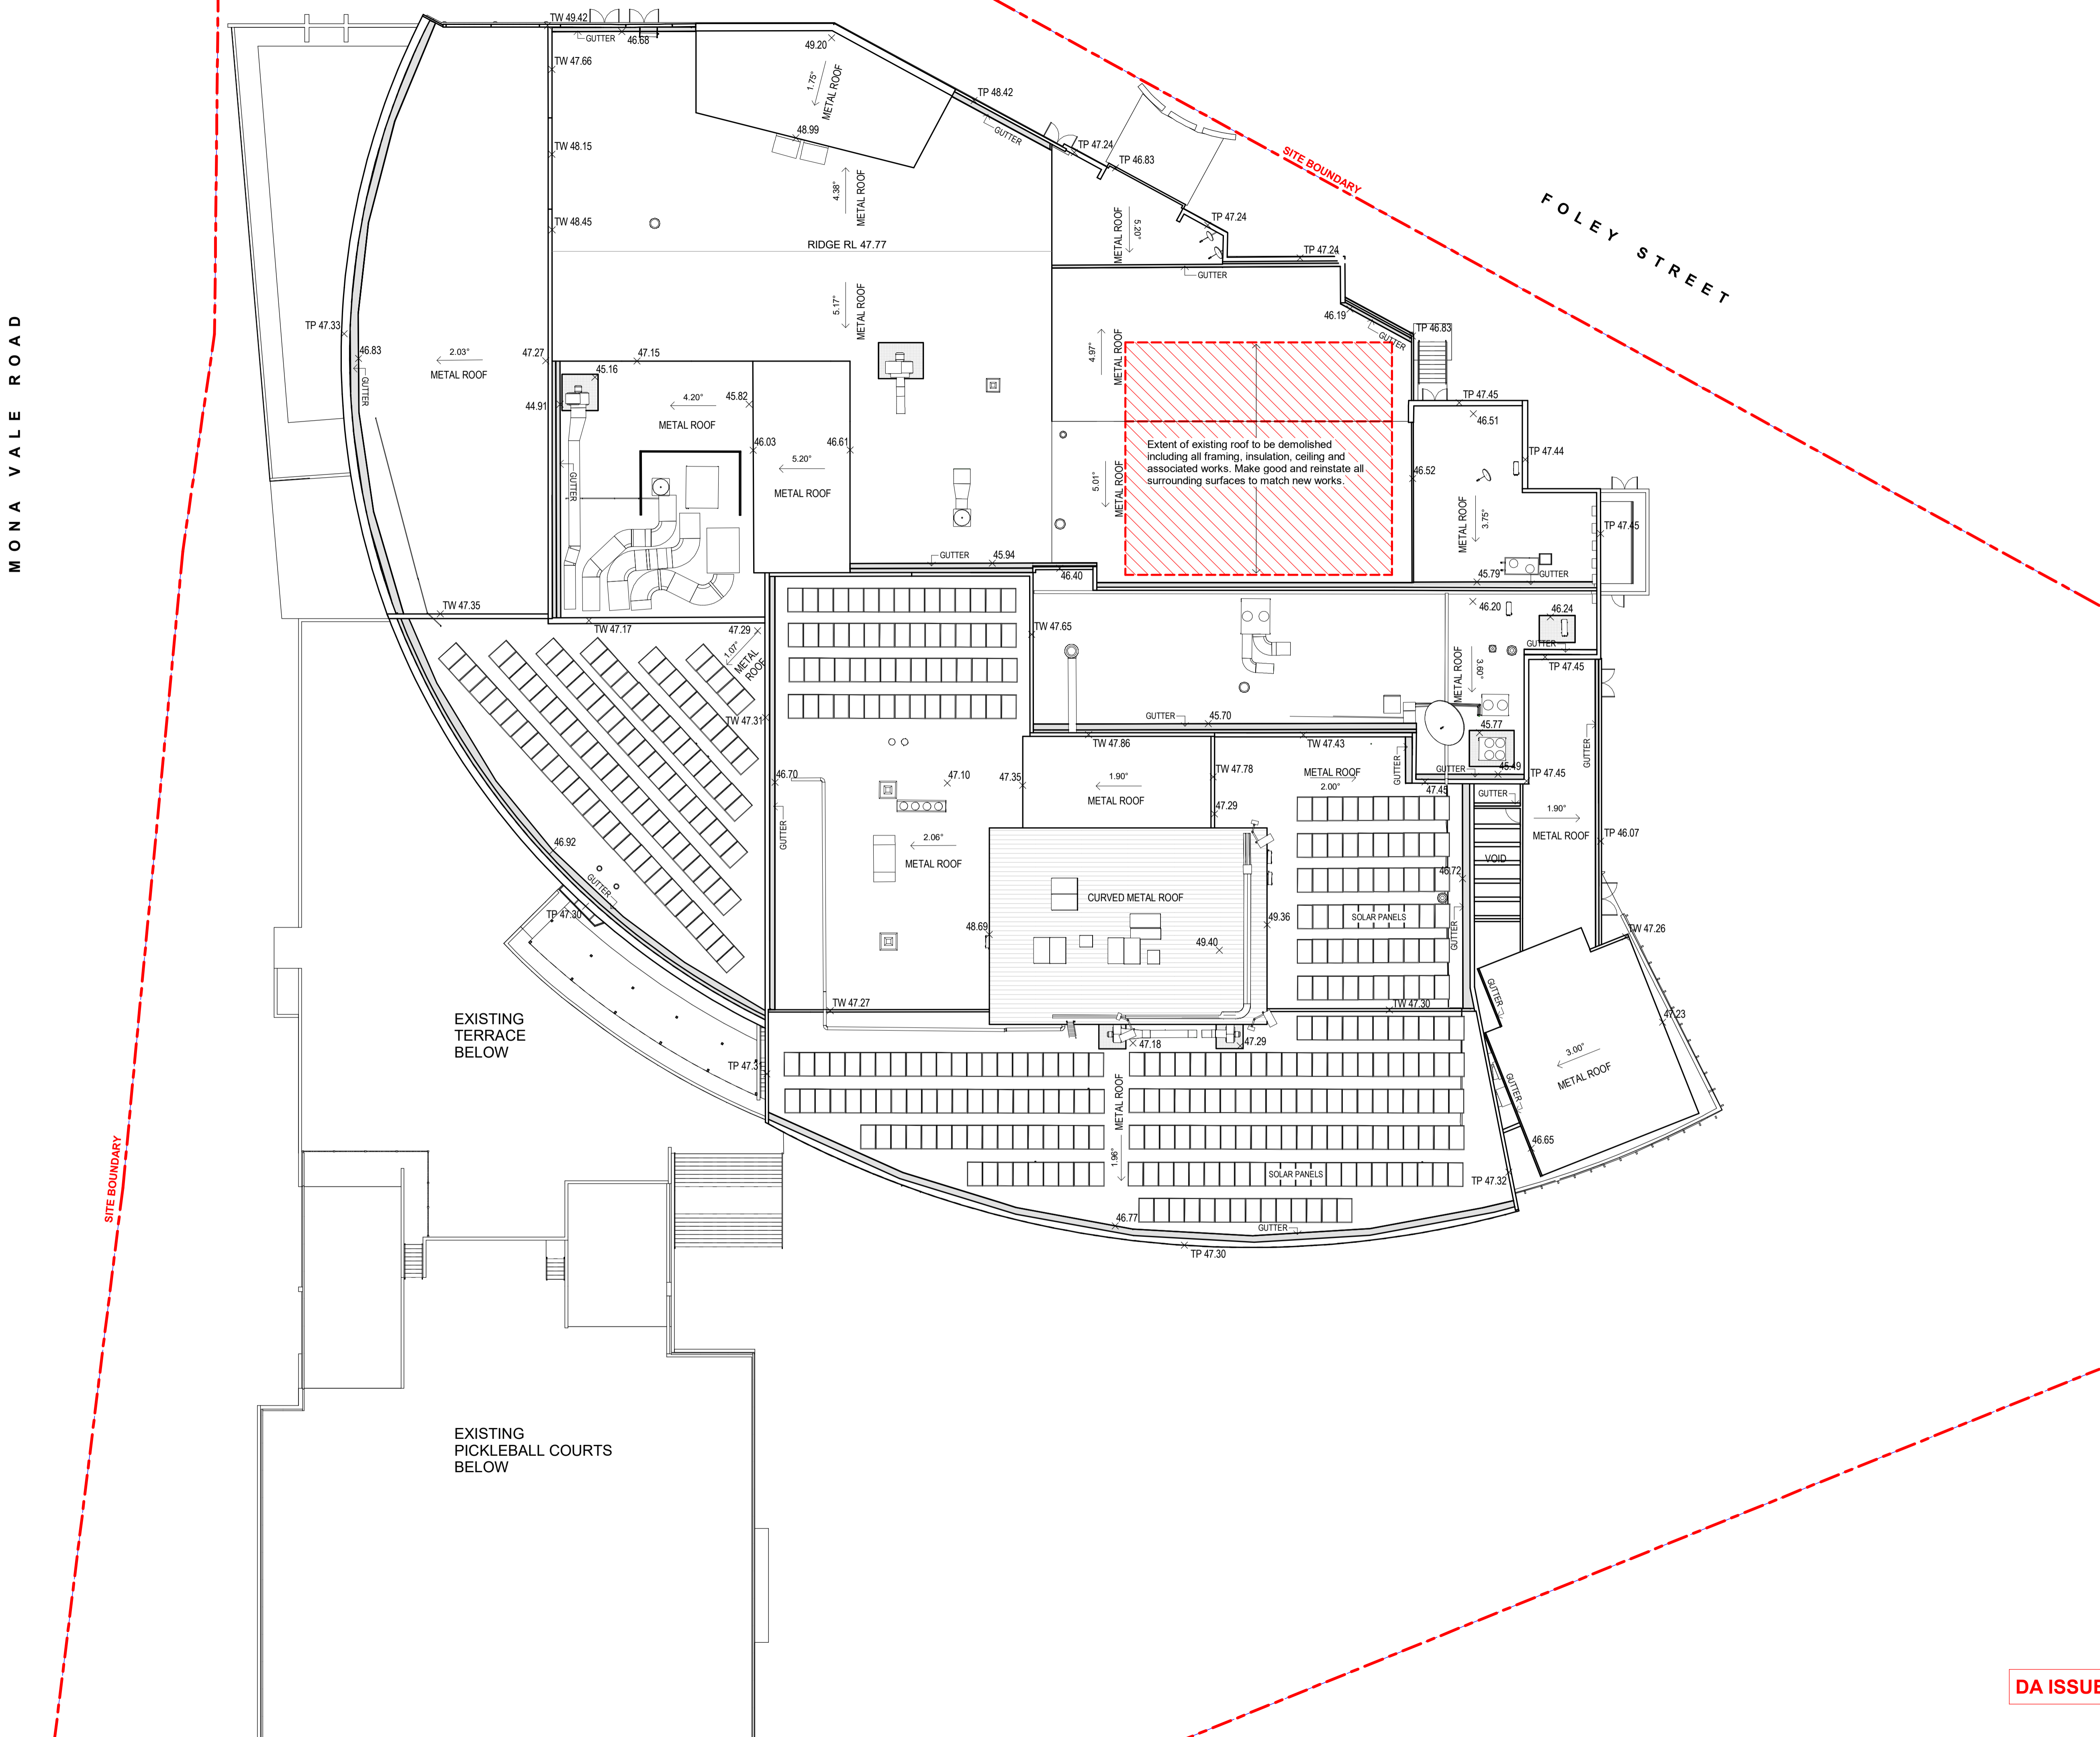 TW 49.42
GUTTER
46.68
49.20
TW 47.66
1.75°
METAL ROOF
TP 48.42
GUTTER
48.99
TW 48.15
TP 47.24
TP 46.83
SITE BOUNDARY
4.38°
METAL ROOF
TW 48.45
RIDGE RL 47.77
METAL ROOF
5.20°
TP 47.24
TP 47.24
GUTTER
FOLEY STREET
MONA VALE ROAD
TP 47.33
46.83
GUTTER
2.03°
METAL ROOF
47.27
47.15
5.17°
METAL ROOF
46.19
GUTTER
TP 46.83
4.97°
METAL ROOF
45.16
44.91
4.20°
METAL ROOF
45.82
46.03
46.61
5.20°
METAL ROOF
GUTTER
Extent of existing roof to be demolished
including all framing, insulation, ceiling and
associated works. Make good and reinstate all
surrounding surfaces to match new works.
5.01°
METAL ROOF
TP 47.45
46.51
TP 47.44
46.52
METAL ROOF
3.75°
TP 47.45
GUTTER
45.94
46.40
45.79
GUTTER
TW 47.35
TW 47.17
47.29
1.07°
METAL
ROOF
TW 47.65
46.20
46.24
GUTTER
TP 47.45
METAL ROOF
3.60°
TW 47.31
GUTTER
45.70
45.77
GUTTER
TW 47.86
TW 47.43
GUTTER
GUTTER
45.49
TP 47.45
46.70
47.10
47.35
1.90°
METAL ROOF
TW 47.78
47.29
METAL ROOF
2.00°
47.45
GUTTER
1.90°
METAL ROOF
TP 46.07
GUTTER
2.06°
METAL ROOF
46.92
GUTTER
VOID
46.72
CURVED METAL ROOF
SOLAR PANELS
GUTTER
TP 47.30
48.69
49.36
49.40
TW 47.26
TW 47.27
TW 47.30
GUTTER
47.23
EXISTING
TERRACE
BELOW
47.18
47.29
TP 47.31
3.00°
METAL ROOF
GUTTER
METAL ROOF
1.96°
46.65
SITE BOUNDARY
SOLAR PANELS
TP 47.32
46.77
GUTTER
TP 47.30
EXISTING
PICKLEBALL COURTS
BELOW
DA ISSUE